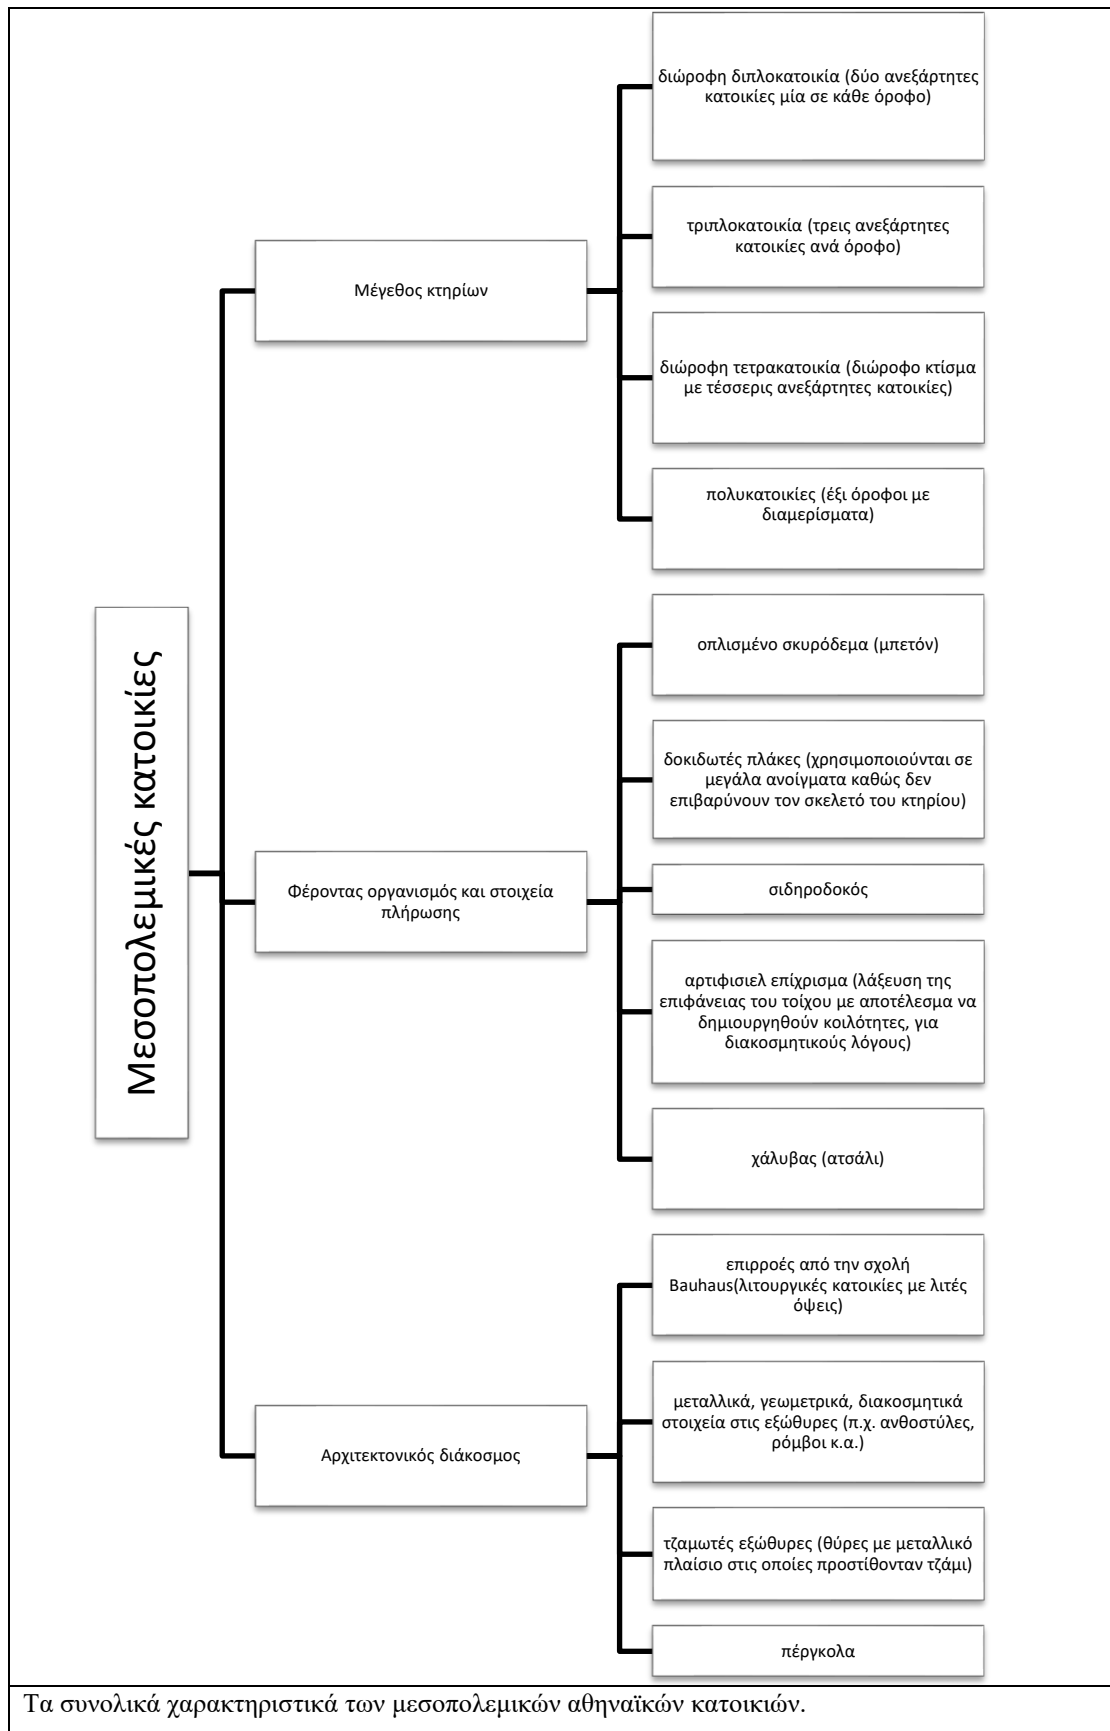 Μεσοπολεμικές κατοικίες
Μέγεθος κτηρίων
διώροφη διπλοκατοικία (δύο ανεξάρτητες
κατοικίες μία σε κάθε όροφο)
τριπλοκατοικία (τρεις ανεξάρτητες
κατοικίες ανά όροφο)
διώροφη τετρακατοικία (διώροφο κτίσμα
με τέσσερις ανεξάρτητες κατοικίες)
πολυκατοικίες (έξι όροφοι με
διαμερίσματα)
Φέροντας οργανισμός και στοιχεία
πλήρωσης
οπλισμένο σκυρόδεμα (μπετόν)
δοκιδωτές πλάκες (χρησιμοποιούνται σε
μεγάλα ανοίγματα καθώς δεν
επιβαρύνουν τον σκελετό του κτηρίου)
σιδηροδοκός
αρτιφισιέλ επίχρισμα (λάξευση της
επιφάνειας του τοίχου με αποτέλεσμα να
δημιουργηθούν κοιλότητες, για
διακοσμητικούς λόγους)
χάλυβας (ατσάλι)
Αρχιτεκτονικός διάκοσμος
επιρροές από την σχολή
Bauhaus(λιτουργικές κατοικίες με λιτές
όψεις)
μεταλλικά, γεωμετρικά, διακοσμητικά
στοιχεία στις εξώθυρες (π.χ. ανθοστύλες,
ρόμβοι κ.α.)
τζαμωτές εξώθυρες (θύρες με μεταλλικό
πλαίσιο στις οποίες προστίθονταν τζάμι)
πέργκολα
Τα συνολικά χαρακτηριστικά των μεσοπολεμικών αθηναϊκών κατοικιών.